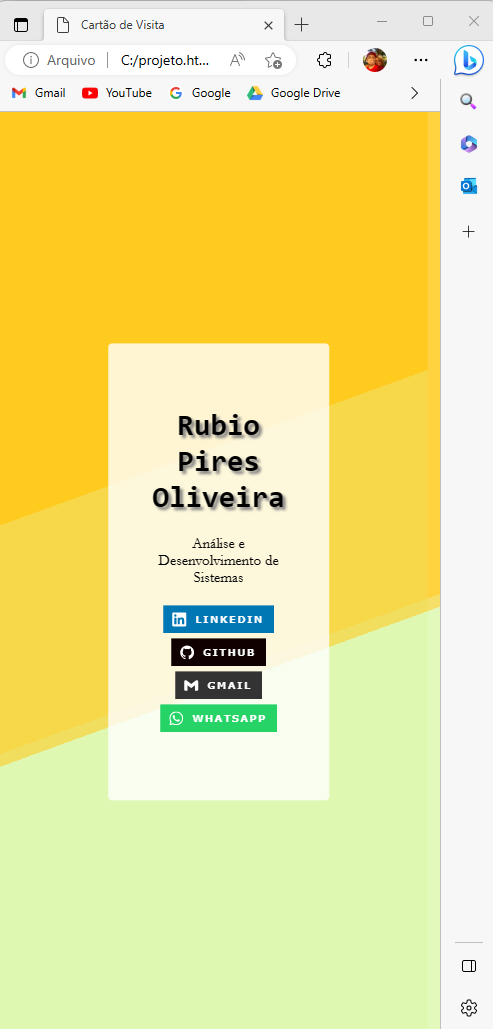 Cartão de Visita
Arquivo C:/projeto.ht...
Gmail YouTube Google Google Drive
Rubio
Pires
Oliveira
Análise e
Desenvolvimento de
Sistemas
LINKEDIN
GITHUB
GMAIL
WHATSAPP